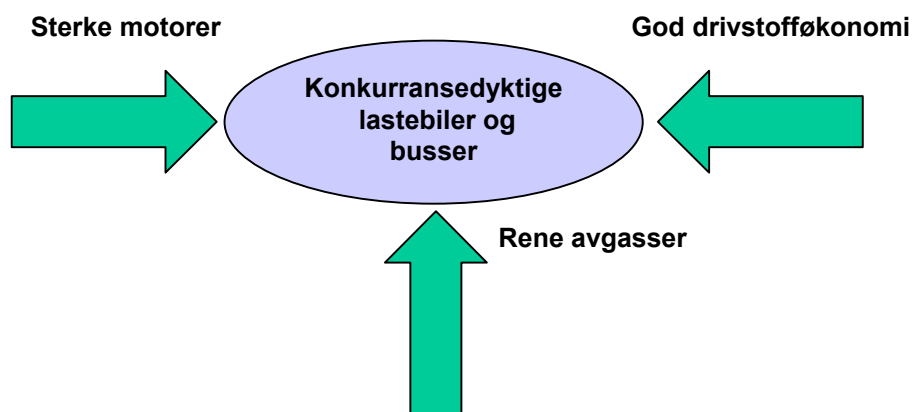 Sterke motorer
God drivstofføkonomi
Konkurransedyktige
lastebiler og
busser
Rene avgasser